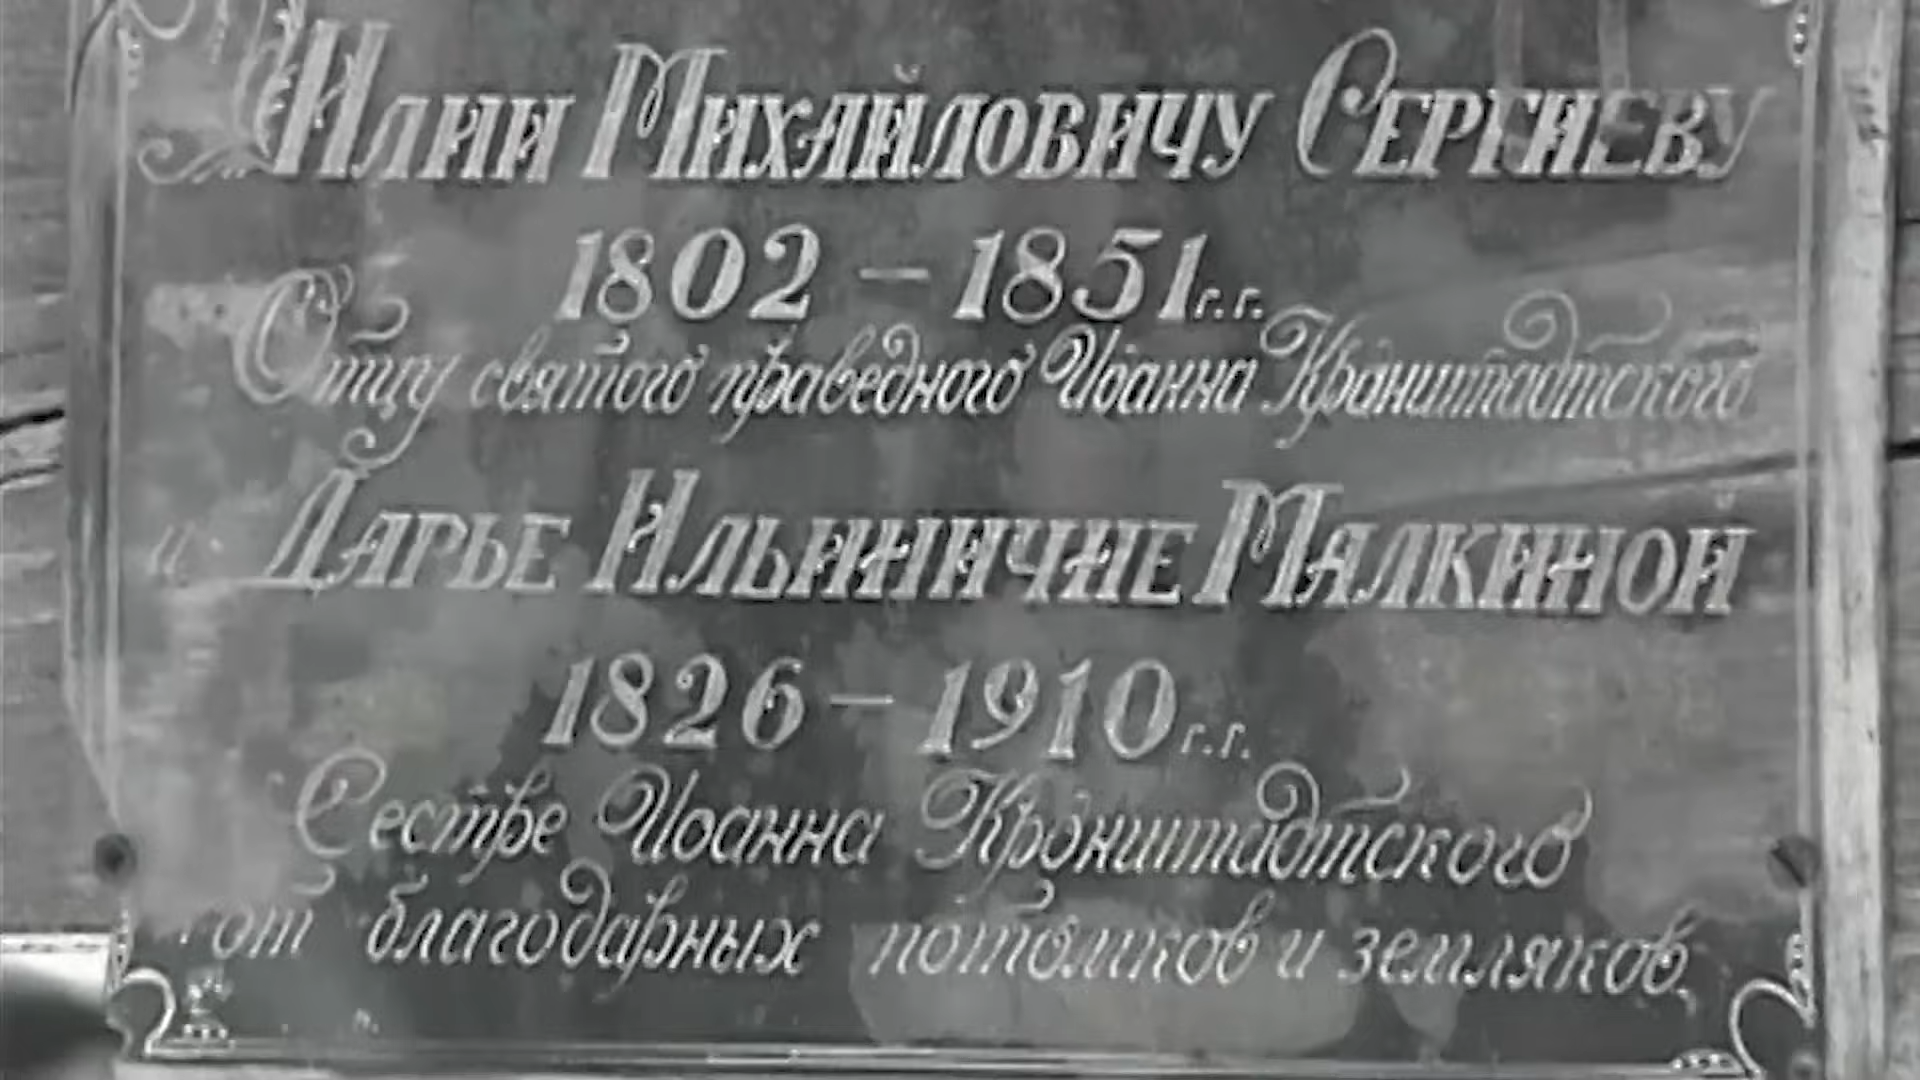 Илии Михайловичу Сергиеву
1802 – 1851 г.г.
Отцу святого праведного Иоанна Кронштадтского
и Дарье Ильиничне Малкиной
1826 – 1910 г.г.
Сестре Иоанна Кронштадтского
от благодарных потомков и земляков.